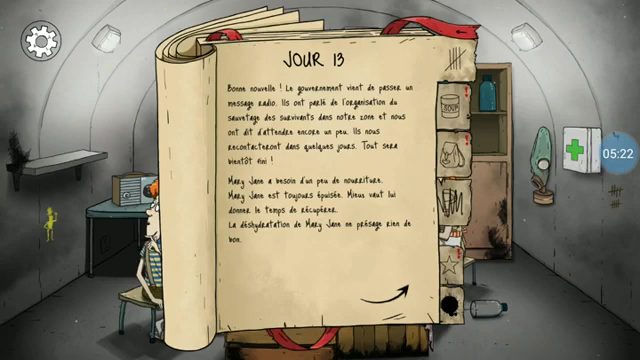 JOUR 13
Bonne nouvelle ! Le gouvernement vient de passer un
message radio. Ils ont parlé de l'organisation du
sauvetage des survivants dans notre zone et nous
ont dit d'attendre encore un peu. Ils nous
recontacteront dans quelques jours. Tout sera
bientôt fini !
Mary Jane a besoin d'un peu de nourriture.
Mary Jane est toujours épuisée. Mieux vaut lui
donner le temps de récupérer.
La déshydratation de Mary Jane ne présage rien de
bon.
SOUP
05:22